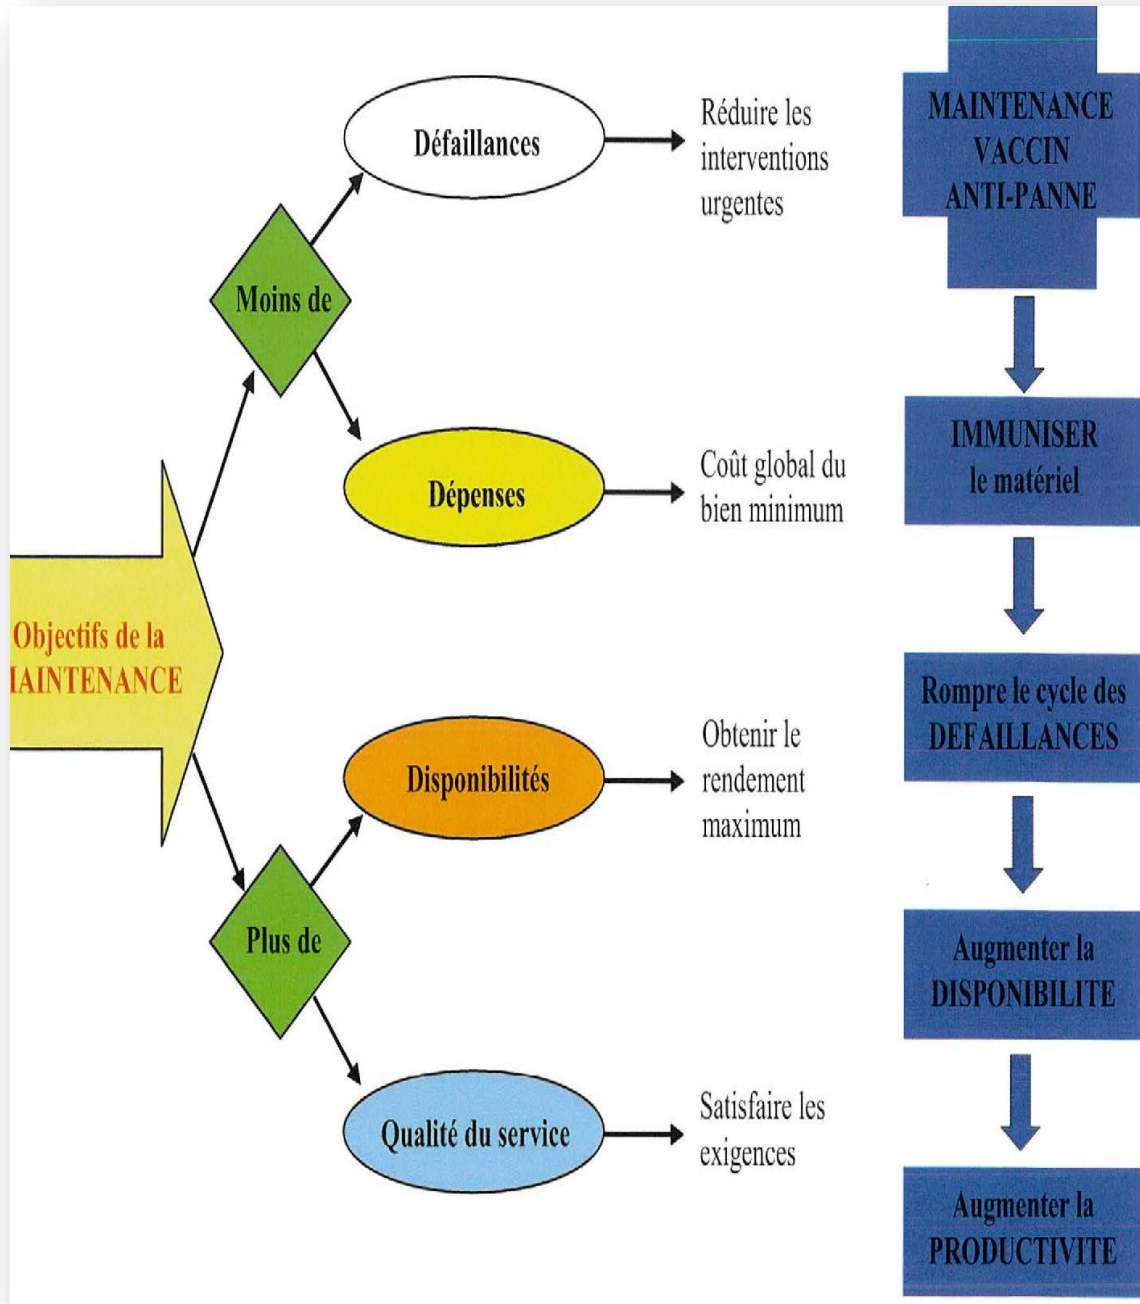 Défaillances
Réduire les
interventions
urgentes
Moins de
Dépenses
Coût global du
bien minimum
Objectifs de la
MAINTENANCE
Disponibilités
Obtenir le
rendement
maximum
Plus de
Qualité du service
Satisfaire les
exigences
MAINTENANCE
VACCIN
ANTI-PANNE
IMMUNISER
le matériel
Rompre le cycle des
DEFAILLANCES
Augmenter la
DISPONIBILITE
Augmenter la
PRODUCTIVITE